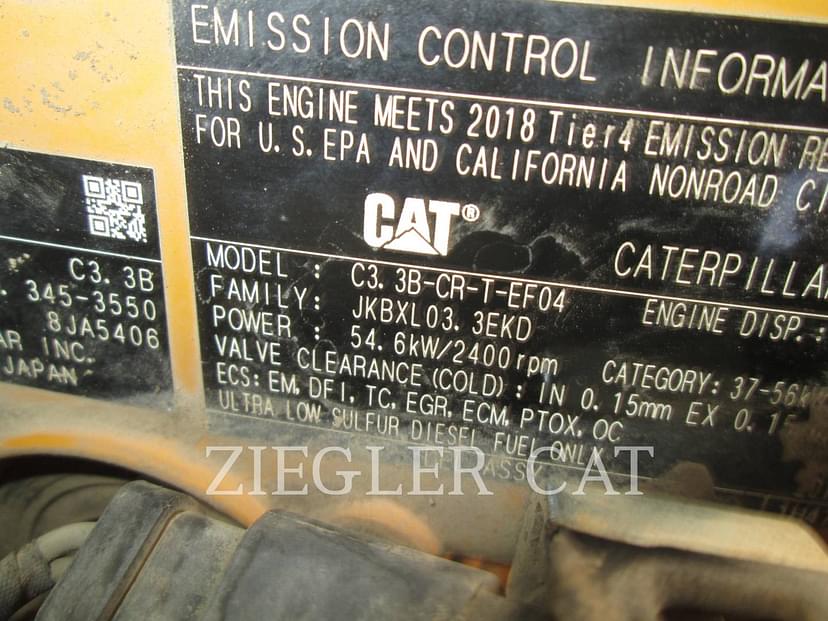 EMISSION CONTROL INFORMA
THIS ENGINE MEETS 2018 Tier4 EMISSION RE
FOR U.S. EPA AND CALIFORNIA NONROAD CI
CAT®
CATERPILLA
MODEL : C3.3B-CR-T-EF04
ENGINE DISP.:
FAMILY: JKBXL03.3EKD
POWER : 54.6kW/2400rpm
CATEGORY: 37-56k
VALVE CLEARANCE (COLD) : IN 0.15mm EX 0.15
ECS: EM, DFI, TC, EGR, ECM, PTOX, OC
ULTRA LOW SULFUR DIESEL FUEL ONLY
ASSY
C3.3B
345-3550
8JA5406
AR INC.
JAPAN
ZIEGLER CAT